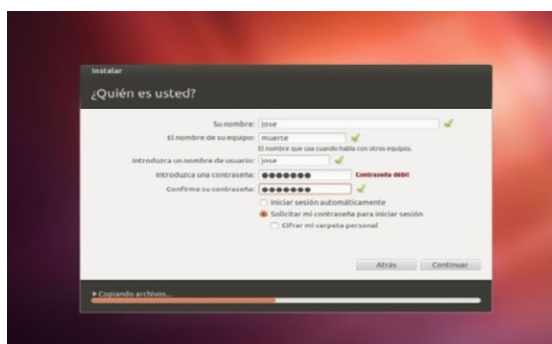 Instalar
¿Quién es usted?
Su nombre: jose
El nombre de su equipo: muerte
El nombre que usa cuando habla con otros equipos.
Introduzca un nombre de usuario: jose
Introduzca una contraseña: ●●●●●●● Contraseña débil
Confirme su contraseña: ●●●●●●●
Iniciar sesión automáticamente
Solicitar mi contraseña para iniciar sesión
Cifrar mi carpeta personal
Atrás Continuar
Copiando archivos...